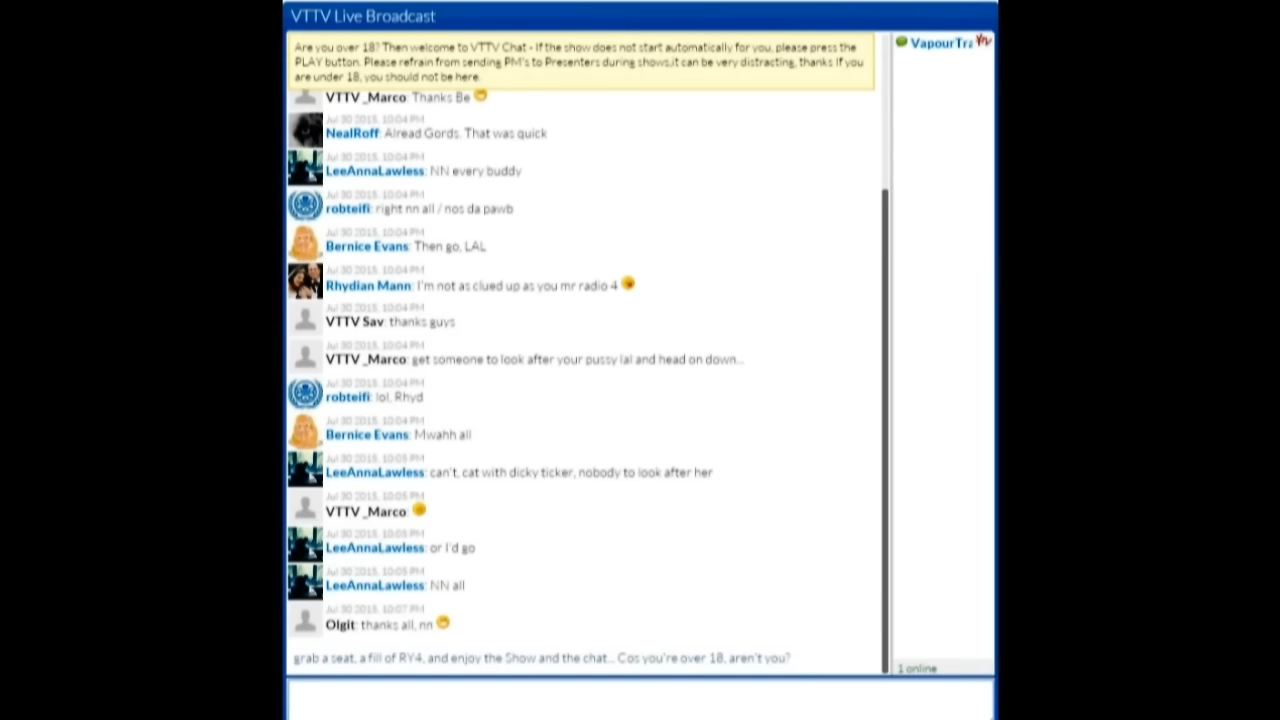 VTTV Live Broadcast
Are you over 18? Then welcome to VTTV Chat - If the show does not start automatically for you, please press the
PLAY button. Please refrain from sending PM's to Presenters during shows,it can be very distracting, thanks If you
are under 18, you should not be here.
VapourTra
VTTV_Marco: Thanks Be
Jul 30 2015, 10:04 PM
NealRoff: Alread Gords. That was quick
Jul 30 2015, 10:04 PM
LeeAnnaLawless: NN every buddy
Jul 30 2015, 10:04 PM
robteifi: right nn all / nos da pawb
Jul 30 2015, 10:04 PM
Bernice Evans: Then go, LAL
Jul 30 2015, 10:04 PM
Rhydian Mann: I'm not as clued up as you mr radio 4
Jul 30 2015, 10:04 PM
VTTV Sav: thanks guys
Jul 30 2015, 10:04 PM
VTTV_Marco: get someone to look after your pussy lal and head on down...
Jul 30 2015, 10:04 PM
robteifi: lol, Rhyd
Jul 30 2015, 10:04 PM
Bernice Evans: Mwahh all
Jul 30 2015, 10:05 PM
LeeAnnaLawless: can't, cat with dicky ticker, nobody to look after her
Jul 30 2015, 10:05 PM
VTTV_Marco:
Jul 30 2015, 10:05 PM
LeeAnnaLawless: or I'd go
Jul 30 2015, 10:05 PM
LeeAnnaLawless: NN all
Jul 30 2015, 10:07 PM
Olgit: thanks all, nn
grab a seat, a fill of RY4, and enjoy the Show and the chat... Cos you're over 18, aren't you?
1 online